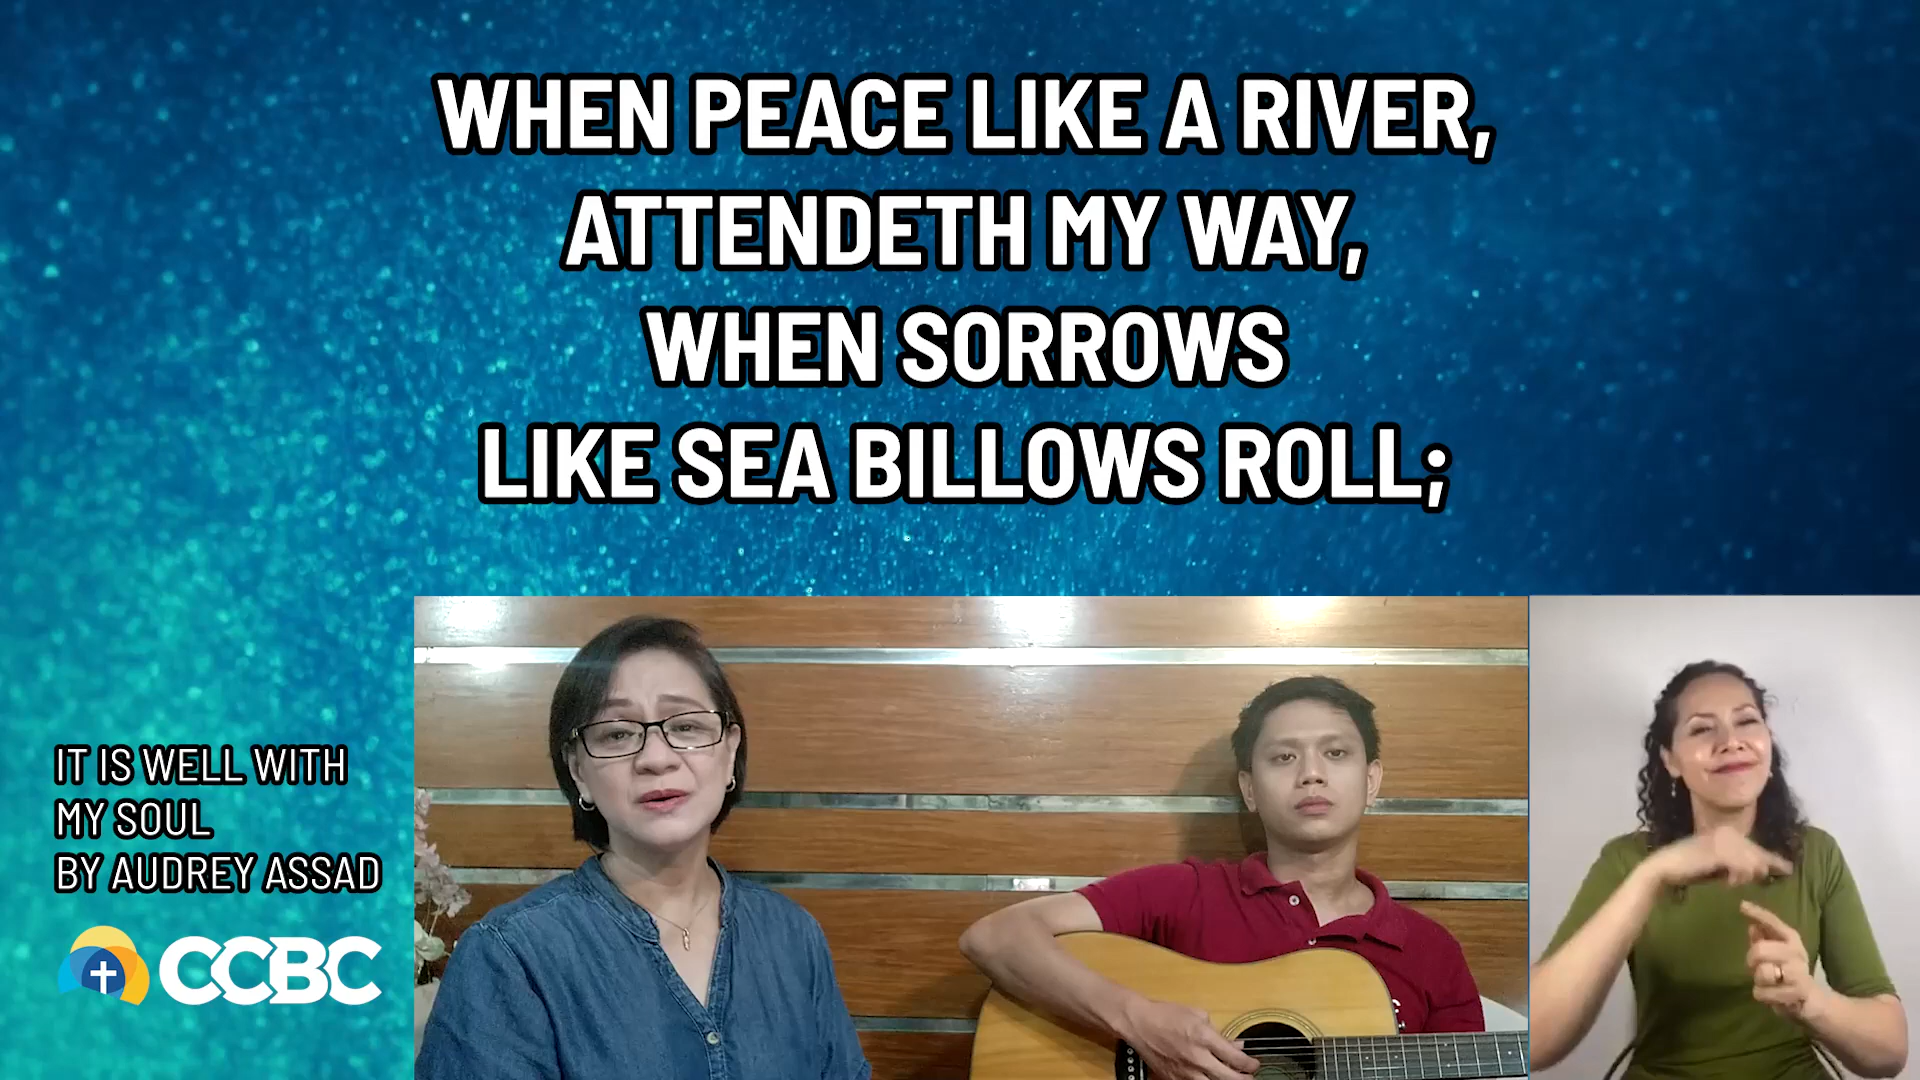 WHEN PEACE LIKE A RIVER,
ATTENDETH MY WAY,
WHEN SORROWS
LIKE SEA BILLOWS ROLL;
IT IS WELL WITH
MY SOUL
BY AUDREY ASSAD
CCBC